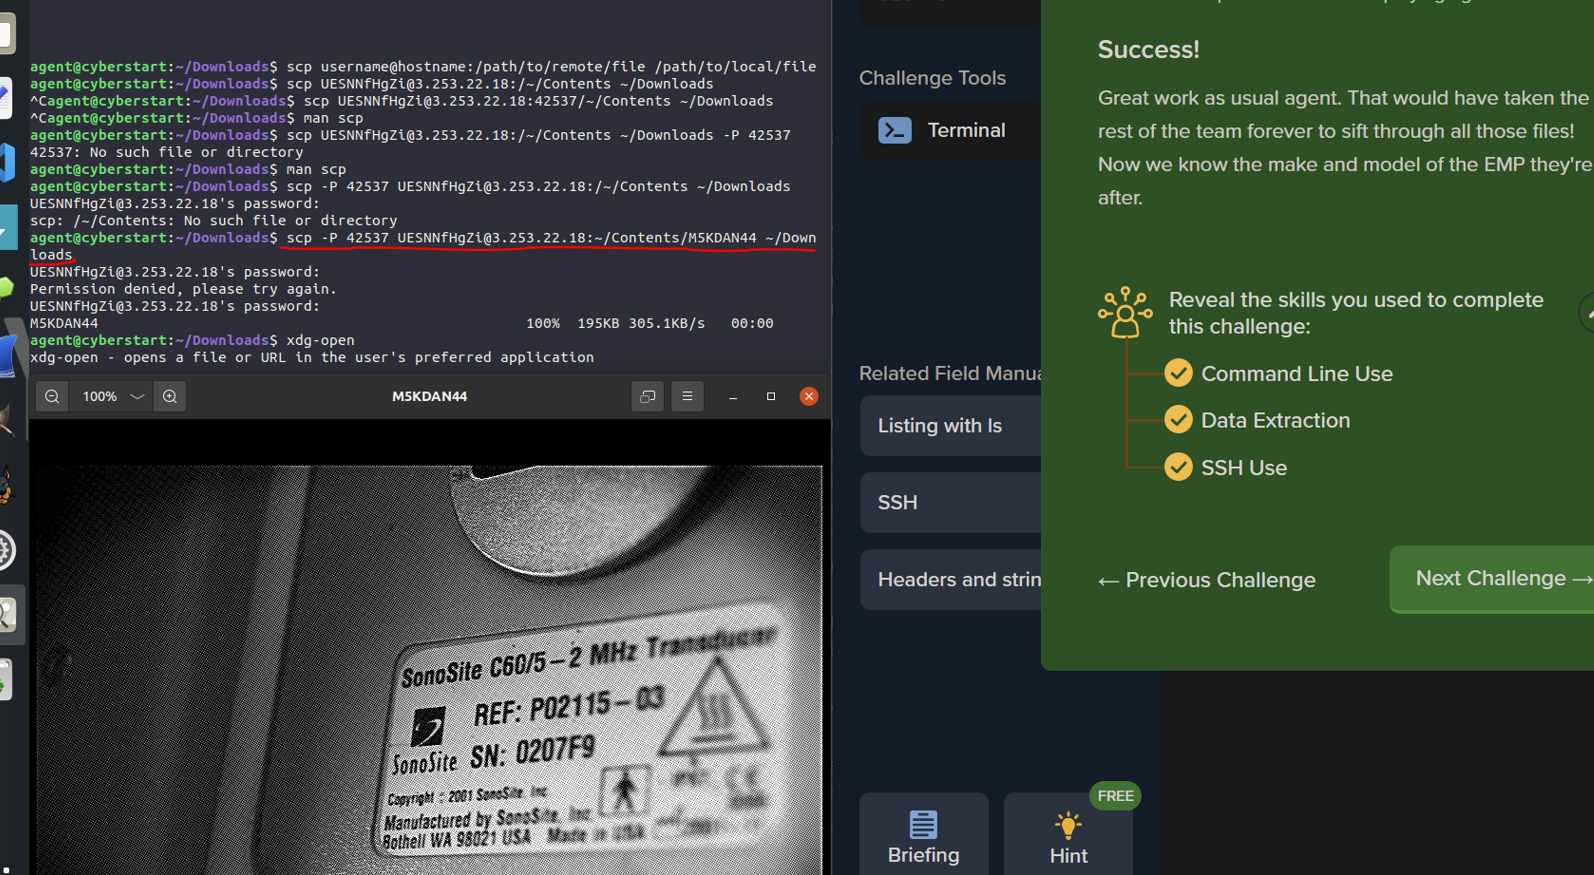 agent@cyberstart:~/Downloads$ scp username@hostname:/path/to/remote/file /path/to/local/file
agent@cyberstart:~/Downloads$ scp UESNNfHgZi@3.253.22.18:/~/Contents ~/Downloads
^Cagent@cyberstart:~/Downloads$ scp UESNNfHgZi@3.253.22.18:42537/~/Contents ~/Downloads
^Cagent@cyberstart:~/Downloads$ man scp
agent@cyberstart:~/Downloads$ scp UESNNfHgZi@3.253.22.18:/~/Contents ~/Downloads -P 42537
42537: No such file or directory
agent@cyberstart:~/Downloads$ man scp
agent@cyberstart:~/Downloads$ scp -P 42537 UESNNfHgZi@3.253.22.18:/~/Contents ~/Downloads
UESNNfHgZi@3.253.22.18's password:
scp: /~/Contents: No such file or directory
agent@cyberstart:~/Downloads$ scp -P 42537 UESNNfHgZi@3.253.22.18:~/Contents/M5KDAN44 ~/Down
loads
UESNNfHgZi@3.253.22.18's password:
Permission denied, please try again.
UESNNfHgZi@3.253.22.18's password:
M5KDAN44 100% 195KB 305.1KB/s 00:00
agent@cyberstart:~/Downloads$ xdg-open
xdg-open - opens a file or URL in the user's preferred application
100%
M5KDAN44
SonoSite C60/5-2 MHz Transducer
REF: P02115-03
SonoSite SN: 0207F9
Copyright 2001 SonoSite, Inc.
Manufactured by SonoSite, Inc.
Bothell WA 98021 USA Made in USA
Challenge Tools
Terminal
Related Field Manua
Listing with ls
SSH
Headers and strin
Briefing
FREE
Hint
Success!
Great work as usual agent. That would have taken the
rest of the team forever to sift through all those files!
Now we know the make and model of the EMP they're
after.
Reveal the skills you used to complete
this challenge:
Command Line Use
Data Extraction
SSH Use
← Previous Challenge
Next Challenge →